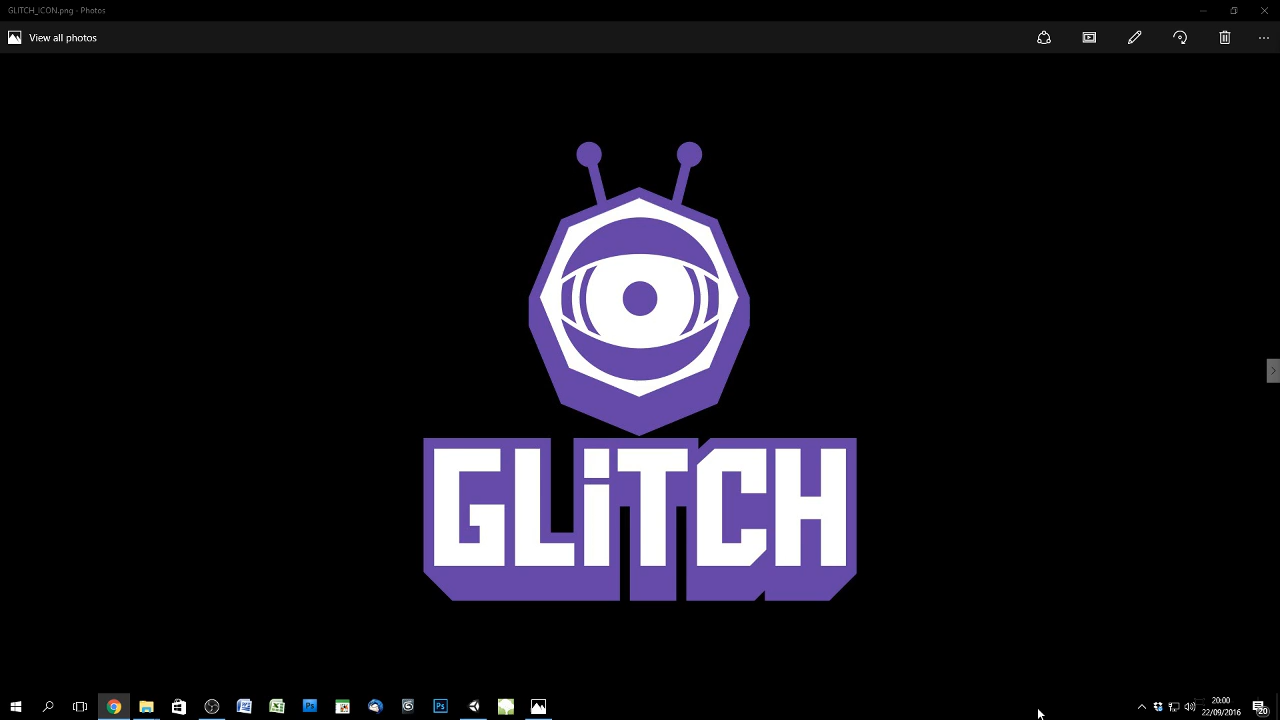 GLITCH_ICON.png - Photos
View all photos
GLiTCH
20:00
22/09/2016
20